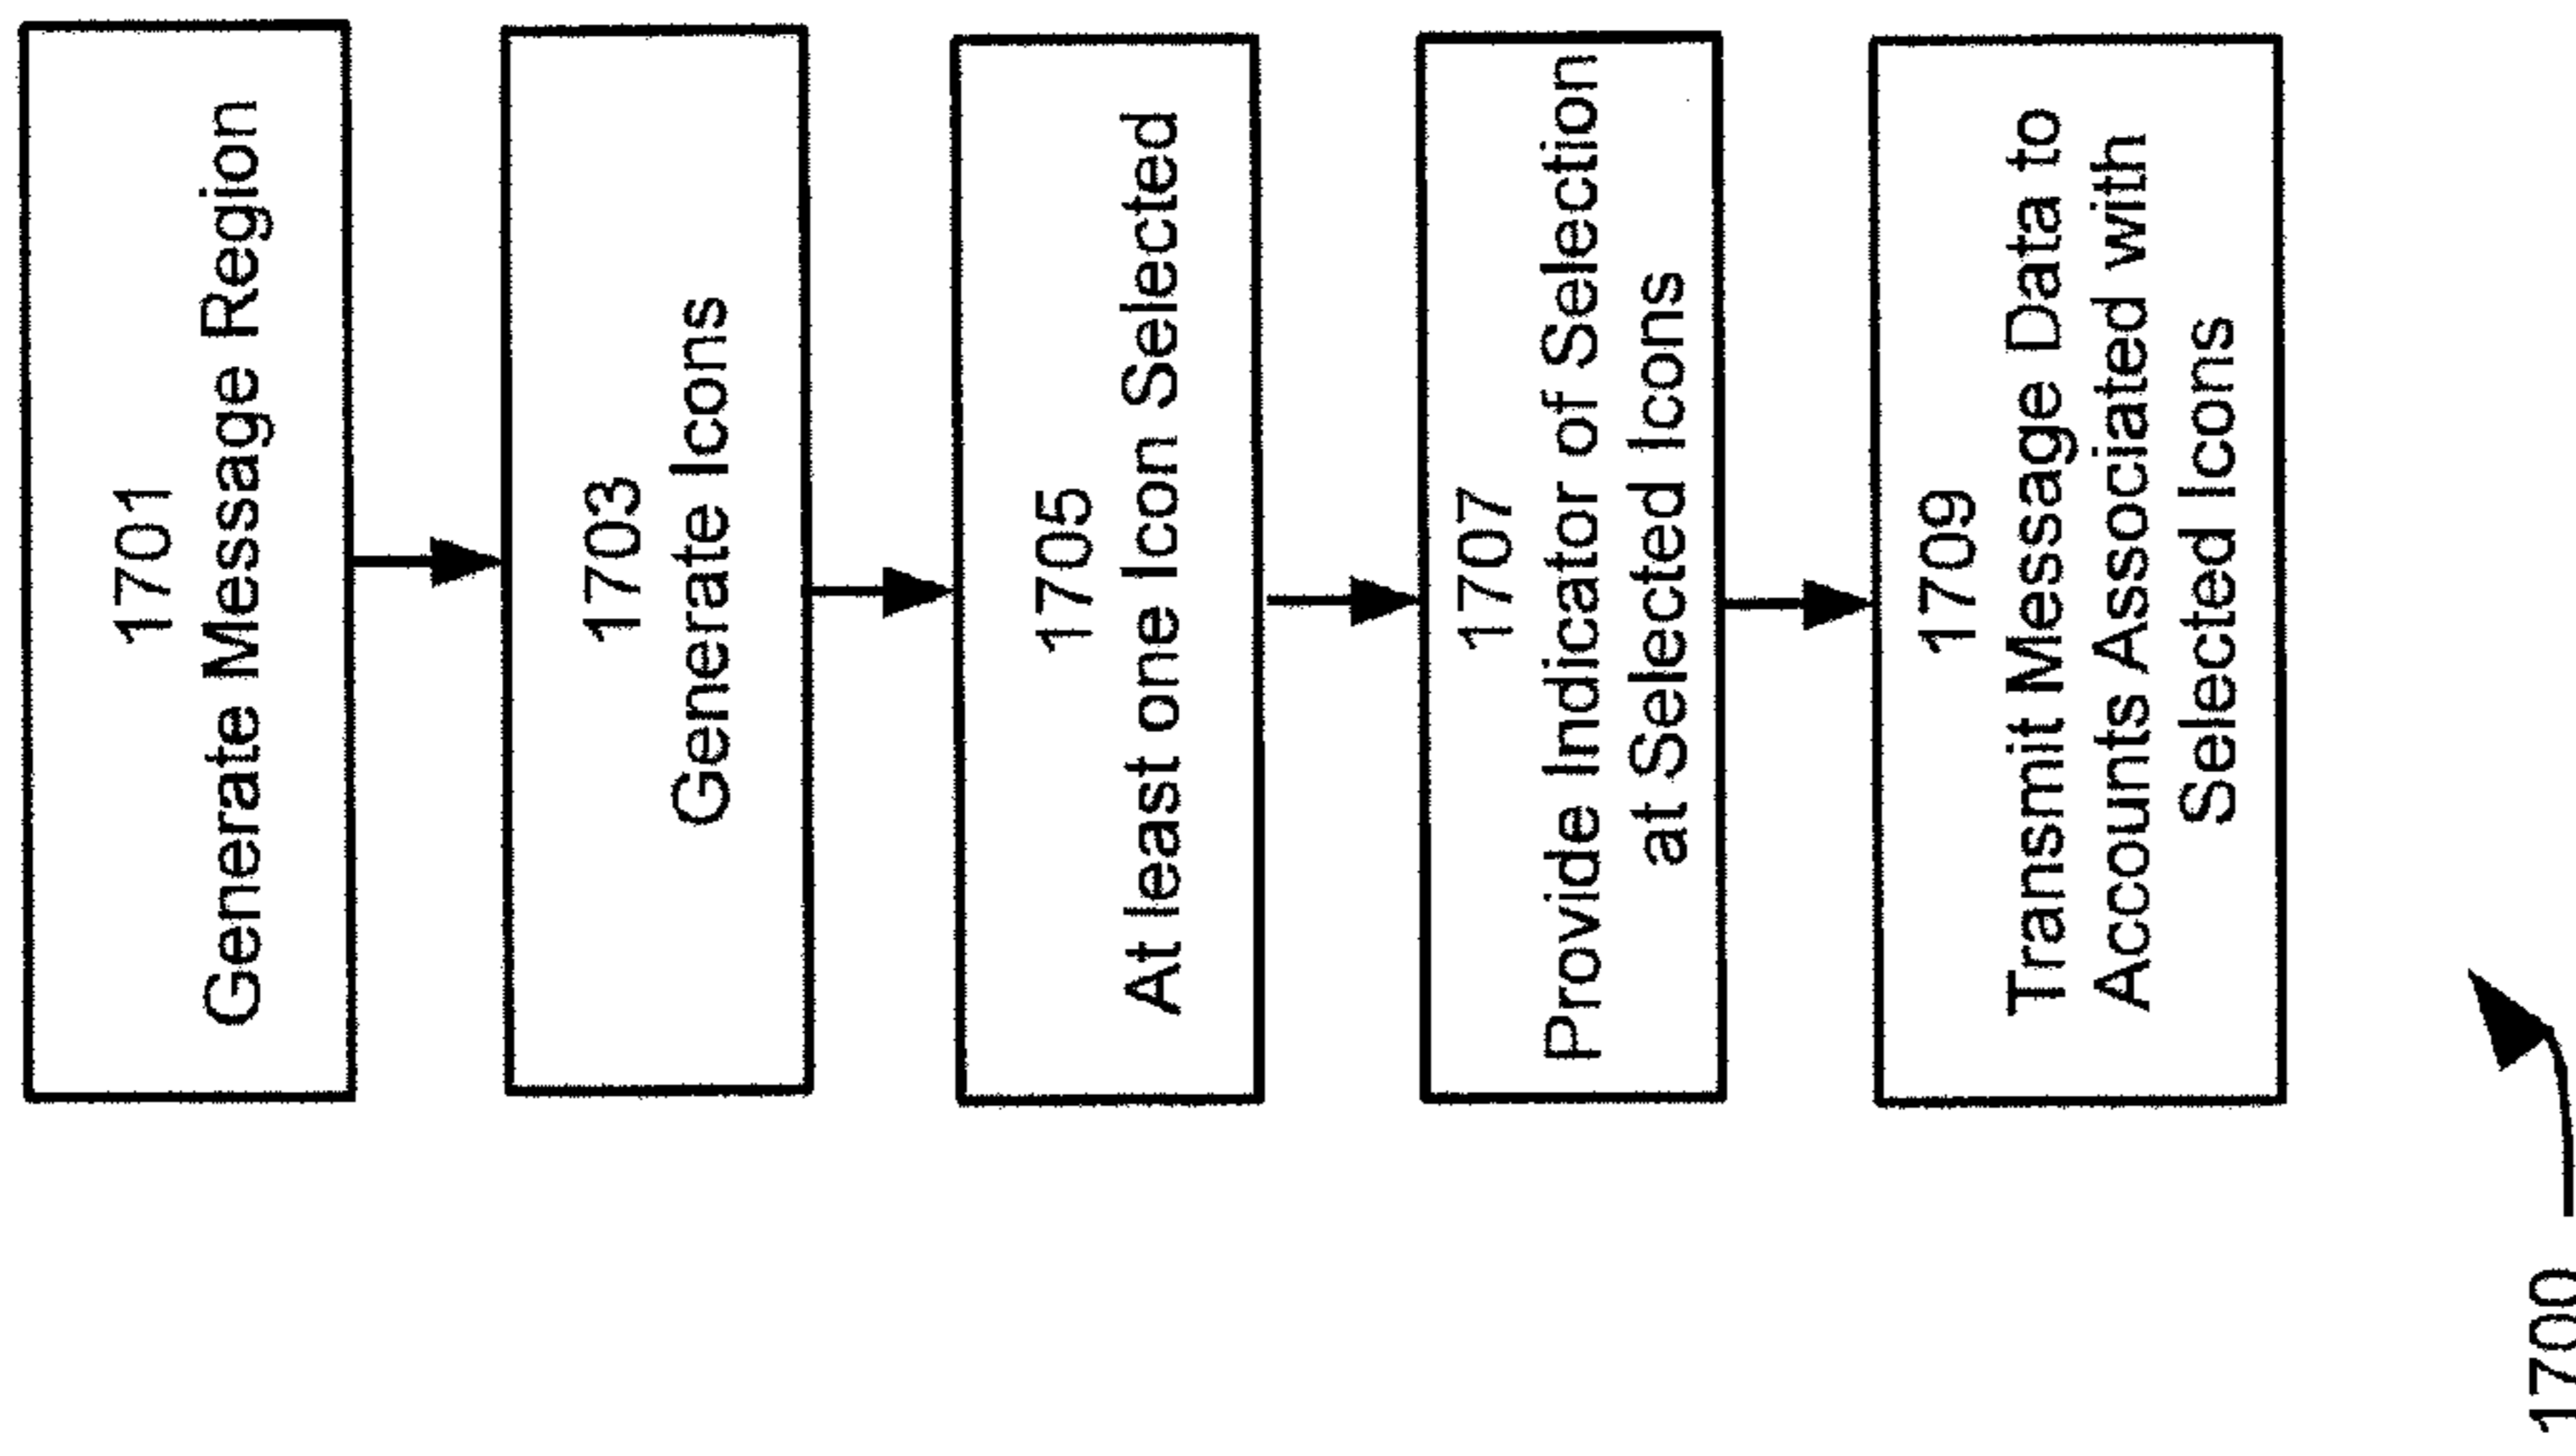 1701
Generate Message Region
1703
Generate Icons
1705
At least one Icon Selected
1707
Provide Indicator of Selection
at Selected Icons
1709
Transmit Message Data to
Accounts Associated with
Selected Icons
1700